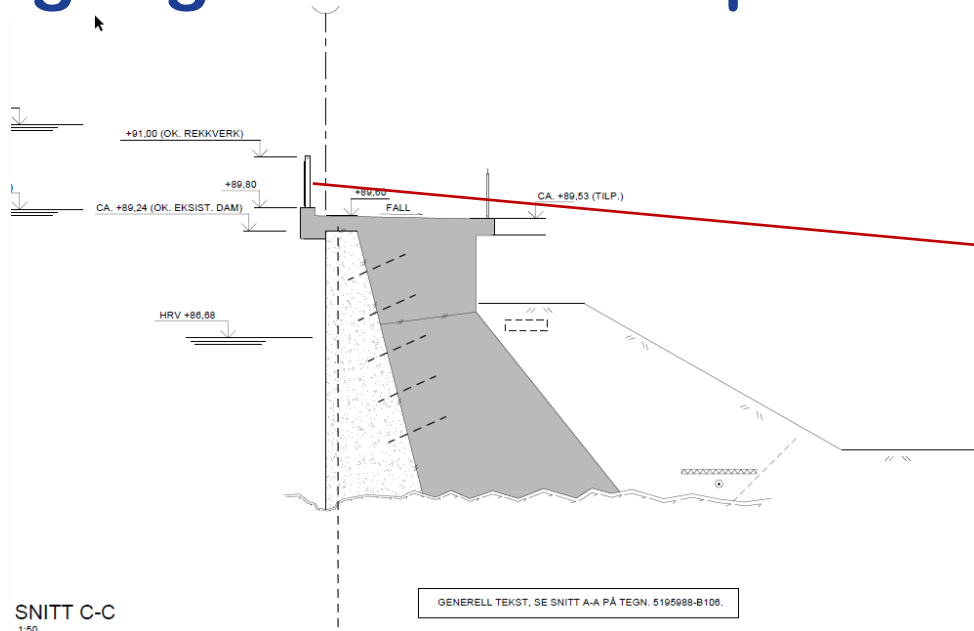 +91,00 (OK. REKKVERK)
+89,80
+89,60
CA. +89,53 (TILP.)
CA. +89,24 (OK. EKSIST. DAM)
FALL
HRV +86,68
GENERELL TEKST, SE SNITT A-A PÅ TEGN. 5195988-B106.
SNITT C-C
1:50